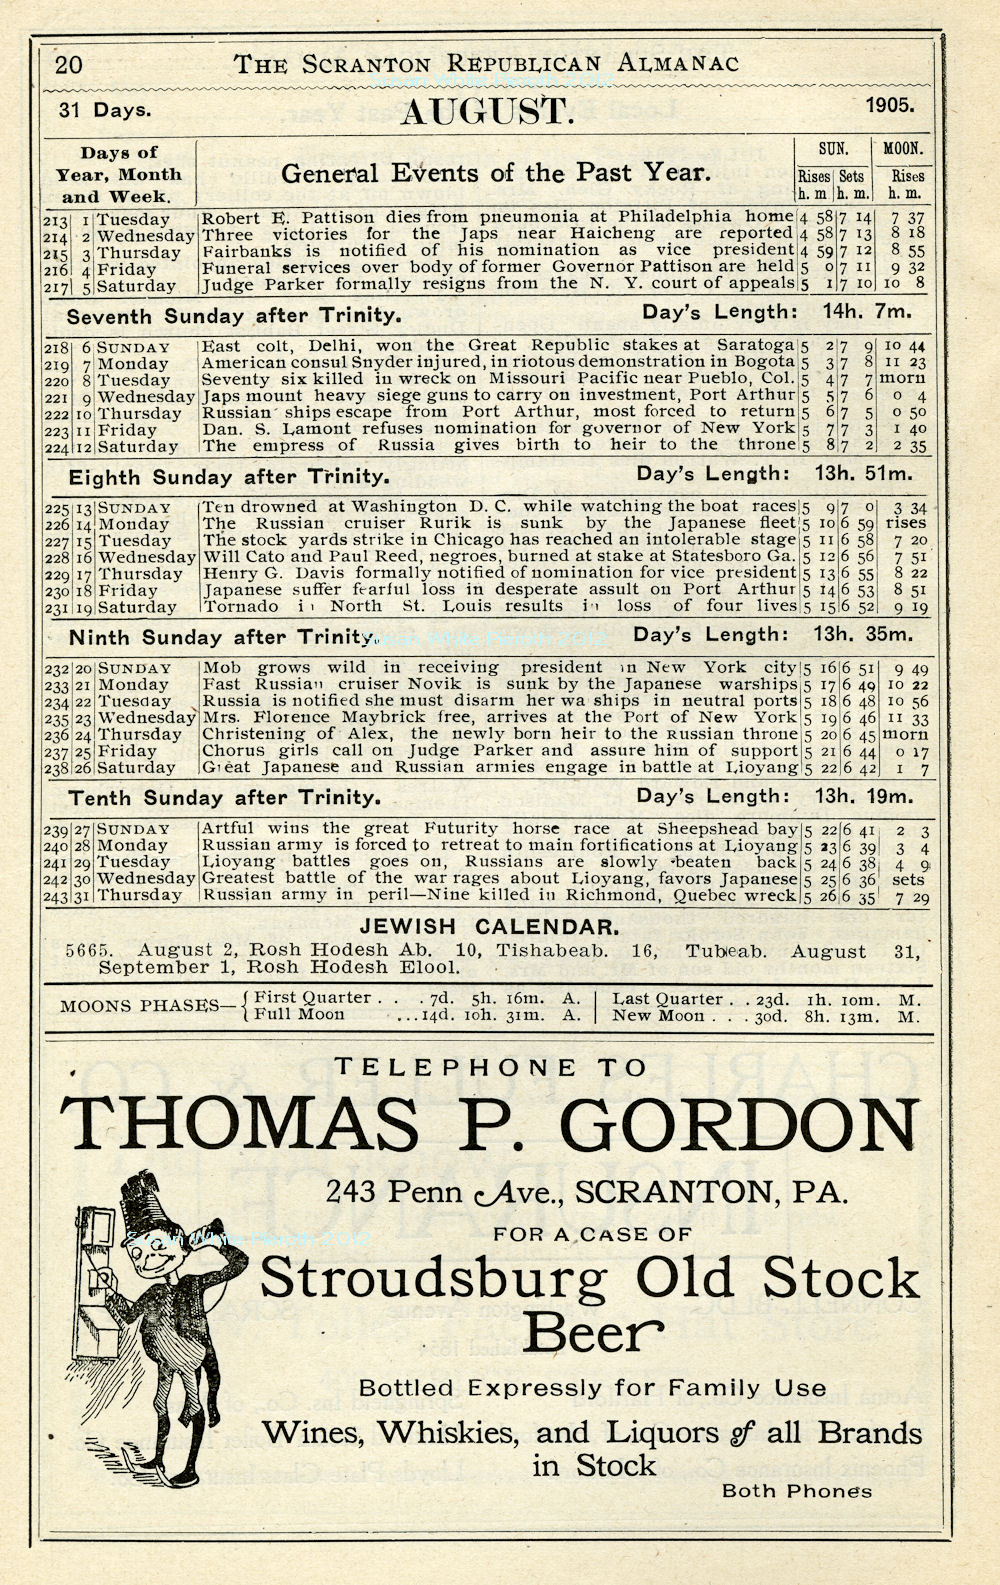 20 THE SCRANTON REPUBLICAN ALMANAC
31 Days. AUGUST. 1905.
Days of Year, Month and Week. General Events of the Past Year. SUN. MOON.
Rises Sets Rises
h. m h. m. h. m.
213 1 Tuesday Robert E. Pattison dies from pneumonia at Philadelphia home 4 58 7 14 7 37
214 2 Wednesday Three victories for the Japs near Haicheng are reported 4 58 7 13 8 18
215 3 Thursday Fairbanks is notified of his nomination as vice president 4 59 7 12 8 55
216 4 Friday Funeral services over body of former Governor Pattison are held 5 0 7 11 9 32
217 5 Saturday Judge Parker formally resigns from the N. Y. court of appeals 5 1 7 10 10 8
Seventh Sunday after Trinity. Day's Length: 14h. 7m.
218 6 SUNDAY East colt, Delhi, won the Great Republic stakes at Saratoga 5 2 7 9 10 44
219 7 Monday American consul Snyder injured, in riotous demonstration in Bogota 5 3 7 8 11 23
220 8 Tuesday Seventy six killed in wreck on Missouri Pacific near Pueblo, Col. 5 4 7 7 morn
221 9 Wednesday Japs mount heavy siege guns to carry on investment, Port Arthur 5 5 7 6 0 4
222 10 Thursday Russian ships escape from Port Arthur, most forced to return 5 6 7 5 0 50
223 11 Friday Dan. S. Lamont refuses nomination for governor of New York 5 7 7 3 1 40
224 12 Saturday The empress of Russia gives birth to heir to the throne 5 8 7 2 2 35
Eighth Sunday after Trinity. Day's Length: 13h. 51m.
225 13 SUNDAY Ten drowned at Washington D. C. while watching the boat races 5 9 7 0 3 34
226 14 Monday The Russian cruiser Rurik is sunk by the Japanese fleet 5 10 6 59 rises
227 15 Tuesday The stock yards strike in Chicago has reached an intolerable stage 5 11 6 58 7 20
228 16 Wednesday Will Cato and Paul Reed, negroes, burned at stake at Statesboro Ga. 5 12 6 56 7 51
229 17 Thursday Henry G. Davis formally notified of nomination for vice president 5 13 6 55 8 22
230 18 Friday Japanese suffer fearful loss in desperate assult on Port Arthur 5 14 6 53 8 51
231 19 Saturday Tornado in North St. Louis results in loss of four lives 5 15 6 52 9 19
Ninth Sunday after Trinity. Day's Length: 13h. 35m.
232 20 SUNDAY Mob grows wild in receiving president in New York city 5 16 6 51 9 49
233 21 Monday Fast Russian cruiser Novik is sunk by the Japanese warships 5 17 6 49 10 22
234 22 Tuesday Russia is notified she must disarm her wa ships in neutral ports 5 18 6 48 10 56
235 23 Wednesday Mrs. Florence Maybrick free, arrives at the Port of New York 5 19 6 46 11 33
236 24 Thursday Christening of Alex, the newly born heir to the Russian throne 5 20 6 45 morn
237 25 Friday Chorus girls call on Judge Parker and assure him of support 5 21 6 44 0 17
238 26 Saturday Great Japanese and Russian armies engage in battle at Lioyang 5 22 6 42 1 7
Tenth Sunday after Trinity. Day's Length: 13h. 19m.
239 27 SUNDAY Artful wins the great Futurity horse race at Sheepshead bay 5 22 6 41 2 3
240 28 Monday Russian army is forced to retreat to main fortifications at Lioyang 5 23 6 39 3 4
241 29 Tuesday Lioyang battles goes on, Russians are slowly beaten back 5 24 6 38 4 9
242 30 Wednesday Greatest battle of the war rages about Lioyang, favors Japanese 5 25 6 36 sets
243 31 Thursday Russian army in peril—Nine killed in Richmond, Quebec wreck 5 26 6 35 7 29
JEWISH CALENDAR.
5665. August 2, Rosh Hodesh Ab. 10, Tishabeab. 16, Tubeab. August 31,
September 1, Rosh Hodesh Elool.
MOONS PHASES— First Quarter . . . 7d. 5h. 16m. A. Last Quarter . . 23d. 1h. 10m. M.
Full Moon ...14d. 10h. 31m. A. New Moon . . . 30d. 8h. 13m. M.
TELEPHONE TO
THOMAS P. GORDON
243 Penn Ave., SCRANTON, PA.
FOR A CASE OF
Stroudsburg Old Stock
Beer
Bottled Expressly for Family Use
Wines, Whiskies, and Liquors of all Brands
in Stock
Both Phones